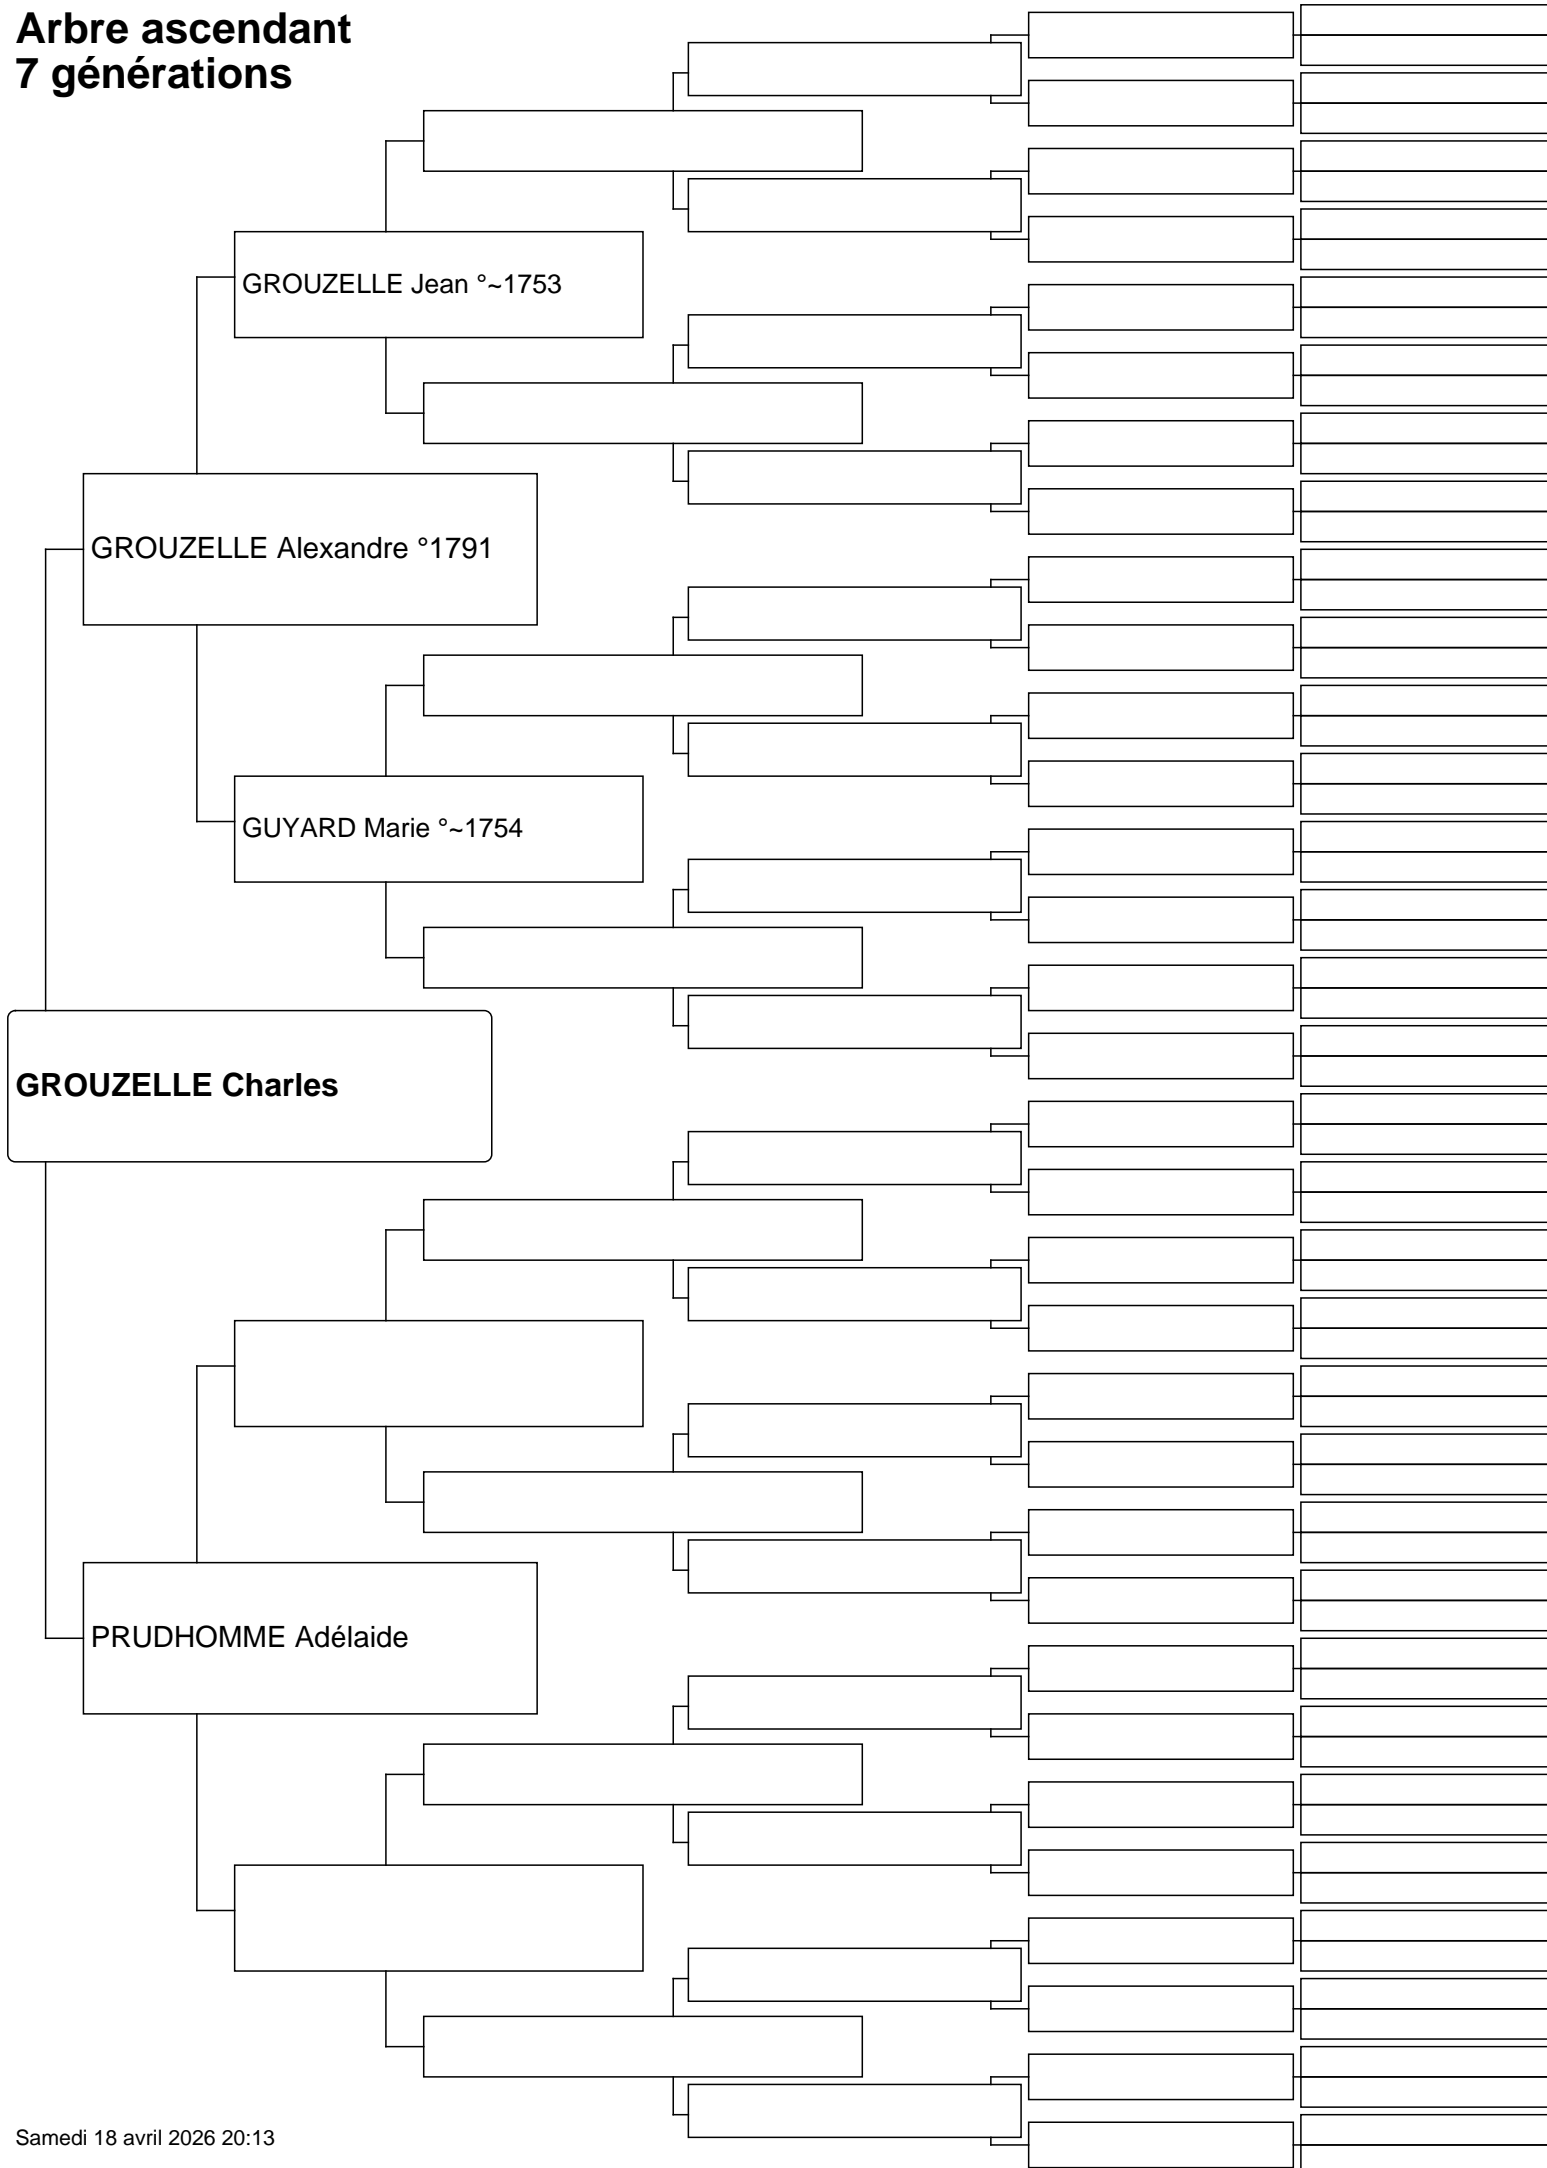 Arbre ascendant
7 générations
GROUZELLE Jean °~1753
GROUZELLE Alexandre °1791
GUYARD Marie °~1754
GROUZELLE Charles
PRUDHOMME Adélaide
Samedi 18 avril 2026 20:13